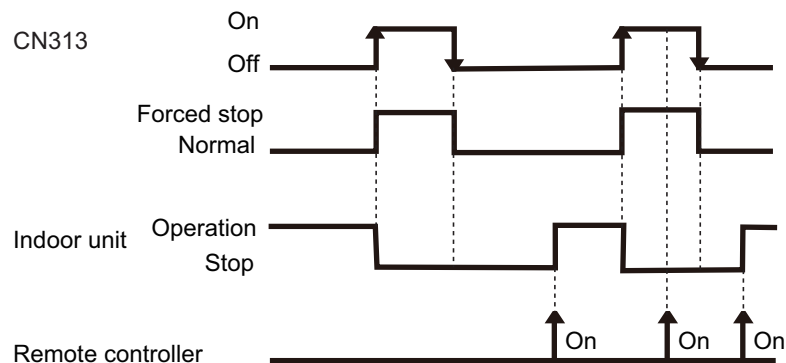 On
CN313
Off
Forced stop
Normal
Operation
Indoor unit
Stop
On
On
On
Remote controller